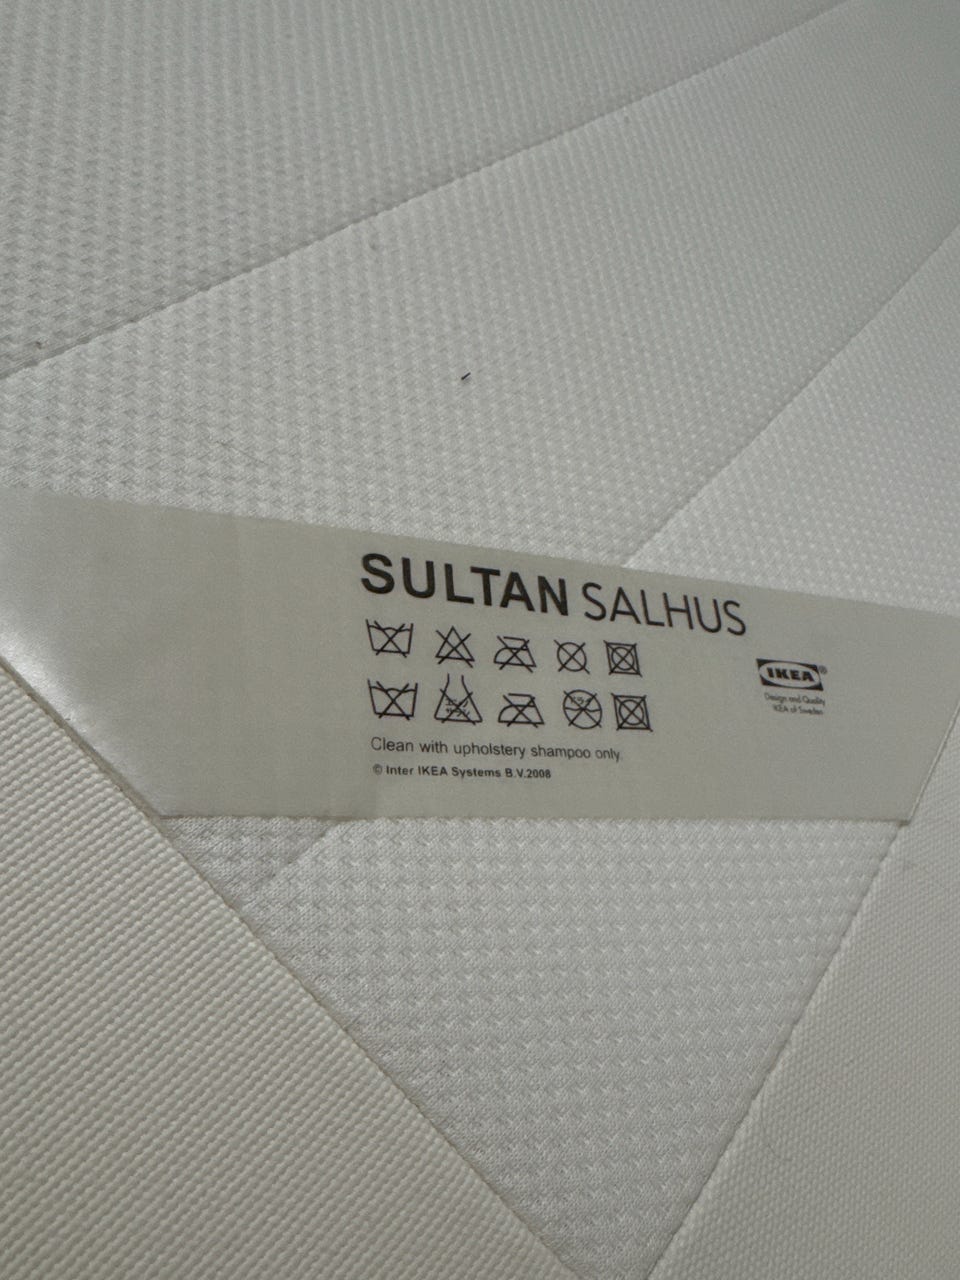 SULTAN SALHUS
IKEA®
Design and Quality
IKEA of Sweden
Clean with upholstery shampoo only.
© Inter IKEA Systems B.V.2008